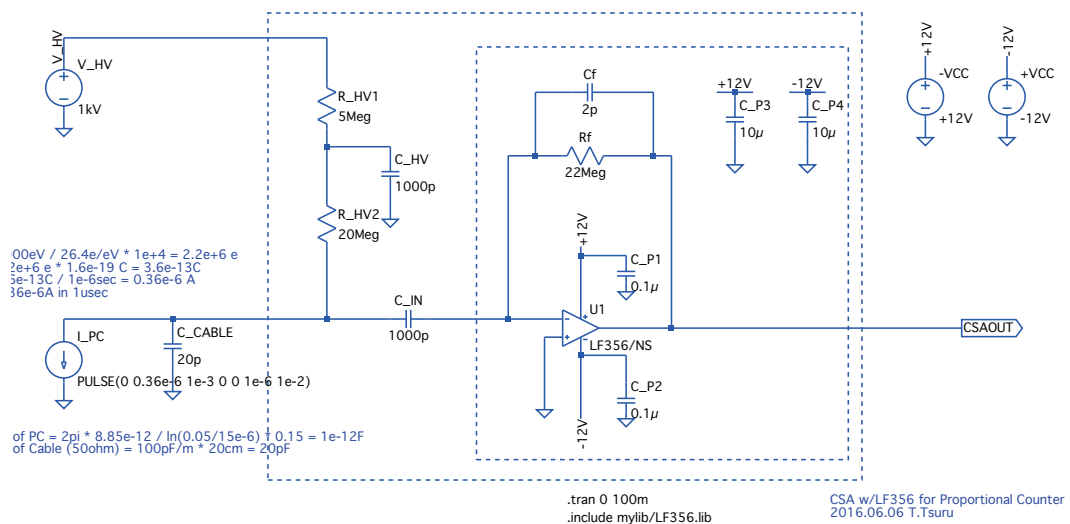 V_HV
V_HV
1kV
R_HV1
5Meg
C_HV
1000p
R_HV2
20Meg
Cf
2p
Rf
22Meg
+12V
C_P3
10µ
-12V
C_P4
10µ
+12V
-VCC
+12V
-12V
+VCC
-12V
00eV / 26.4e/eV * 1e+4 = 2.2e+6 e
2e+6 e * 1.6e-19 C = 3.6e-13C
6e-13C / 1e-6sec = 0.36e-6 A
36e-6A in 1usec
+12V
C_P1
0.1µ
C_IN
1000p
U1
LF356/NS
CSAOUT
I_PC
C_CABLE
20p
PULSE(0 0.36e-6 1e-3 0 0 1e-6 1e-2)
C_P2
0.1µ
-12V
of PC = 2pi * 8.85e-12 / ln(0.05/15e-6) * 0.15 = 1e-12F
of Cable (50ohm) = 100pF/m * 20cm = 20pF
.tran 0 100m
.include mylib/LF356.lib
CSA w/LF356 for Proportional Counter
2016.06.06 T.Tsuru